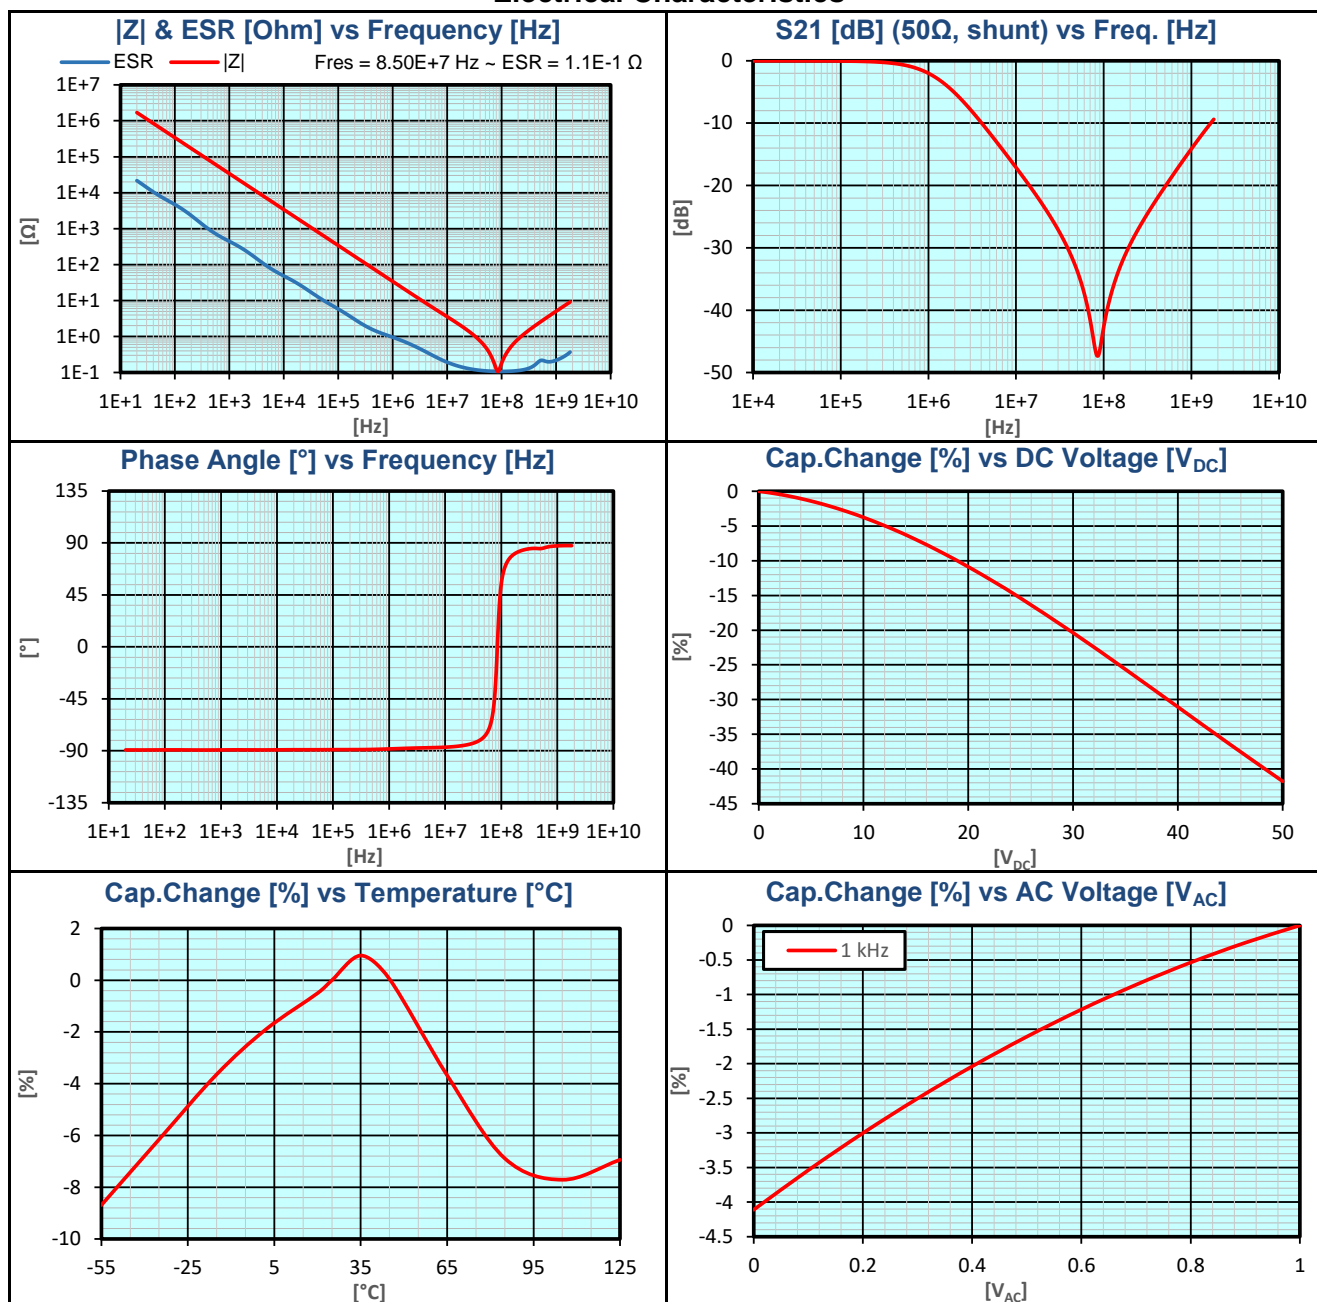 |Z| & ESR [Ohm] vs Frequency [Hz]
ESR |Z| Fres = 8.50E+7 Hz ~ ESR = 1.1E-1 Ω
1E+7
1E+6
1E+5
1E+4
1E+3
1E+2
1E+1
1E+0
1E-1
[Ω]
1E+1 1E+2 1E+3 1E+4 1E+5 1E+6 1E+7 1E+8 1E+9 1E+10
[Hz]
S21 [dB] (50Ω, shunt) vs Freq. [Hz]
0
-10
-20
-30
-40
-50
[dB]
1E+4 1E+5 1E+6 1E+7 1E+8 1E+9 1E+10
[Hz]
Phase Angle [°] vs Frequency [Hz]
135
90
45
0
-45
-90
-135
[°]
1E+1 1E+2 1E+3 1E+4 1E+5 1E+6 1E+7 1E+8 1E+9 1E+10
[Hz]
Cap.Change [%] vs DC Voltage [VDC]
0
-5
-10
-15
-20
-25
-30
-35
-40
-45
[%]
0 10 20 30 40 50
[VDC]
Cap.Change [%] vs Temperature [°C]
2
0
-2
-4
-6
-8
-10
[%]
-55 -25 5 35 65 95 125
[°C]
Cap.Change [%] vs AC Voltage [VAC]
1 kHz
0
-0.5
-1
-1.5
-2
-2.5
-3
-3.5
-4
-4.5
[%]
0 0.2 0.4 0.6 0.8 1
[VAC]